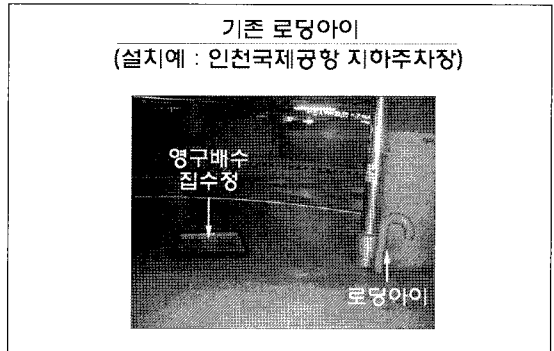 기존 로딩아이
(설치예 : 인천국제공항 지하주차장)
영구배수
집수정
로딩아이